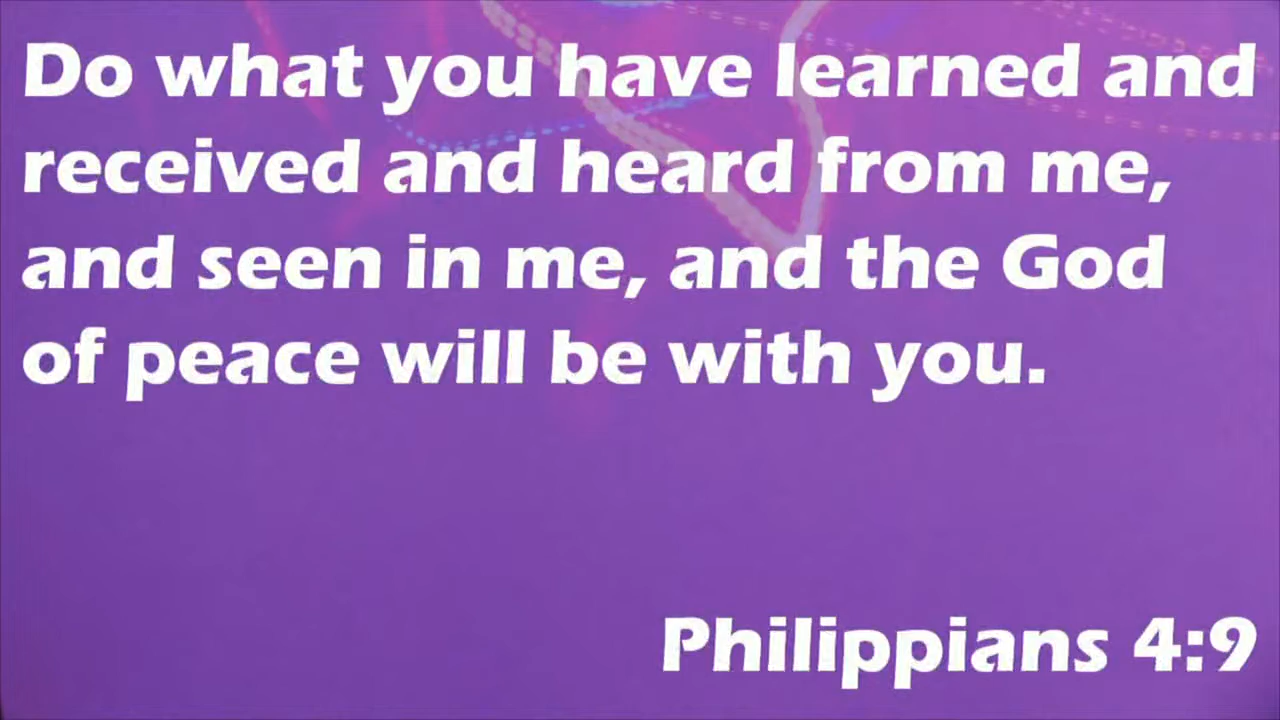 Do what you have learned and
received and heard from me,
and seen in me, and the God
of peace will be with you.
Philippians 4:9